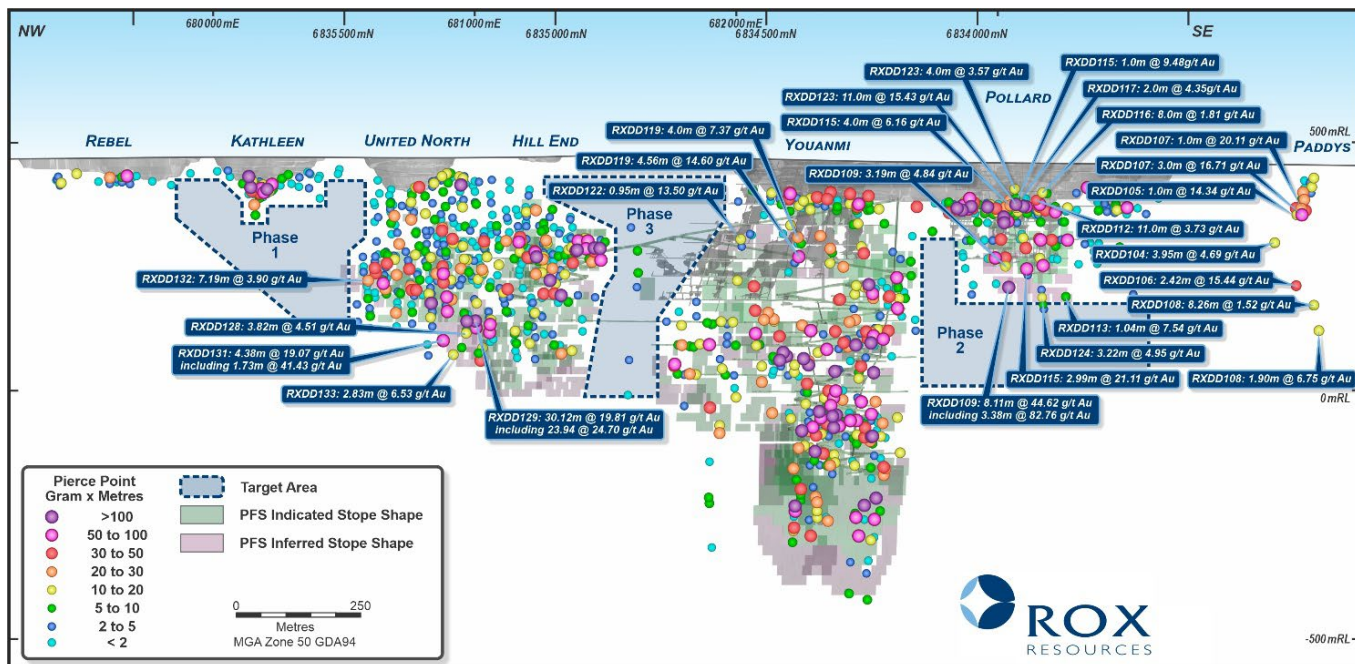 NW
680 000 mE
6 835 500 mN
681 000 mE
6 835 000 mN
682 000 mE
6 834 500 mN
6 834 000 mN
SE
REBEL
KATHLEEN
UNITED NORTH
HILL END
YOUANMI
POLLARD
PADDYS
500 mRL
0 mRL
-500 mRL
RXDD123: 4.0m @ 3.57 g/t Au
RXDD123: 11.0m @ 15.43 g/t Au
RXDD115: 4.0m @ 6.16 g/t Au
RXDD119: 4.0m @ 7.37 g/t Au
RXDD119: 4.56m @ 14.60 g/t Au
RXDD122: 0.95m @ 13.50 g/t Au
RXDD109: 3.19m @ 4.84 g/t Au
RXDD115: 1.0m @ 9.48g/t Au
RXDD117: 2.0m @ 4.35g/t Au
RXDD116: 8.0m @ 1.81 g/t Au
RXDD107: 1.0m @ 20.11 g/t Au
RXDD107: 3.0m @ 16.71 g/t Au
RXDD105: 1.0m @ 14.34 g/t Au
RXDD112: 11.0m @ 3.73 g/t Au
RXDD104: 3.95m @ 4.69 g/t Au
RXDD106: 2.42m @ 15.44 g/t Au
RXDD108: 8.26m @ 1.52 g/t Au
RXDD113: 1.04m @ 7.54 g/t Au
RXDD124: 3.22m @ 4.95 g/t Au
RXDD115: 2.99m @ 21.11 g/t Au
RXDD108: 1.90m @ 6.75 g/t Au
RXDD109: 8.11m @ 44.62 g/t Au
including 3.38m @ 82.76 g/t Au
Phase
1
Phase
3
Phase
2
RXDD132: 7.19m @ 3.90 g/t Au
RXDD128: 3.82m @ 4.51 g/t Au
RXDD131: 4.38m @ 19.07 g/t Au
including 1.73m @ 41.43 g/t Au
RXDD133: 2.83m @ 6.53 g/t Au
RXDD129: 30.12m @ 19.81 g/t Au
including 23.94 @ 24.70 g/t Au
Pierce Point
Gram x Metres
>100
50 to 100
30 to 50
20 to 30
10 to 20
5 to 10
2 to 5
< 2
Target Area
PFS Indicated Stope Shape
PFS Inferred Stope Shape
0 250
Metres
MGA Zone 50 GDA94
ROX
RESOURCES